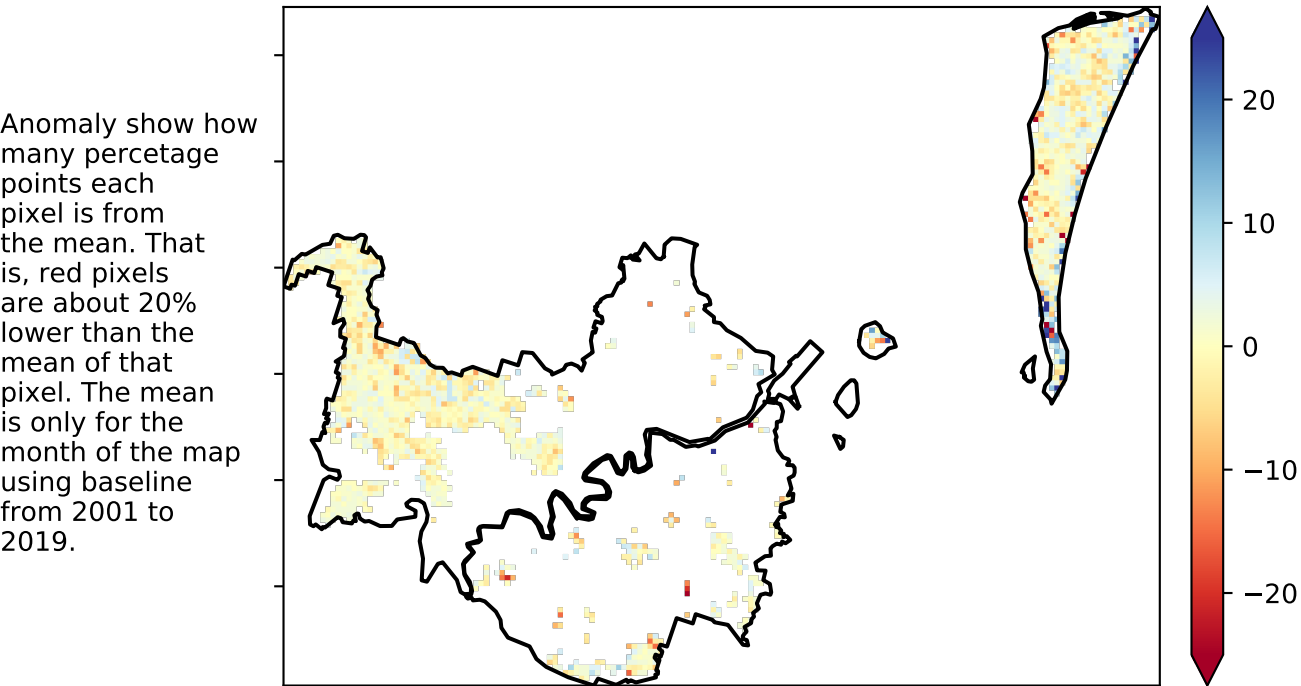 Anomaly show how
many percetage
points each
pixel is from
the mean. That
is, red pixels
are about 20%
lower than the
mean of that
pixel. The mean
is only for the
month of the map
using baseline
from 2001 to
2019.
20
10
0
−10
−20